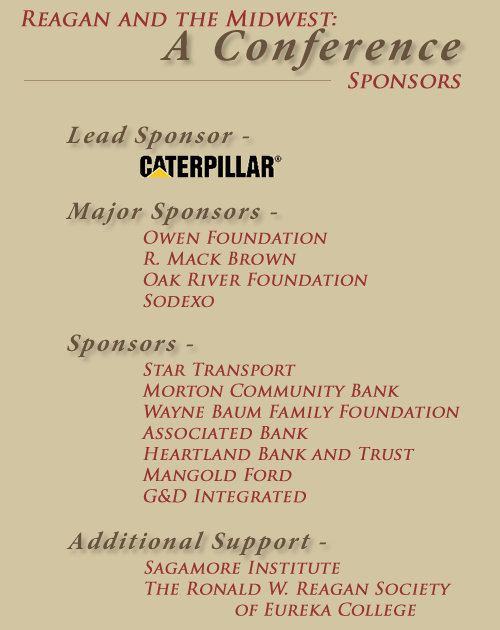 Reagan and the Midwest:
A Conference
Sponsors
Lead Sponsor -
CATERPILLAR®
Major Sponsors -
Owen Foundation
R. Mack Brown
Oak River Foundation
Sodexo
Sponsors -
Star Transport
Morton Community Bank
Wayne Baum Family Foundation
Associated Bank
Heartland Bank and Trust
Mangold Ford
G&D Integrated
Additional Support -
Sagamore Institute
The Ronald W. Reagan Society
of Eureka College